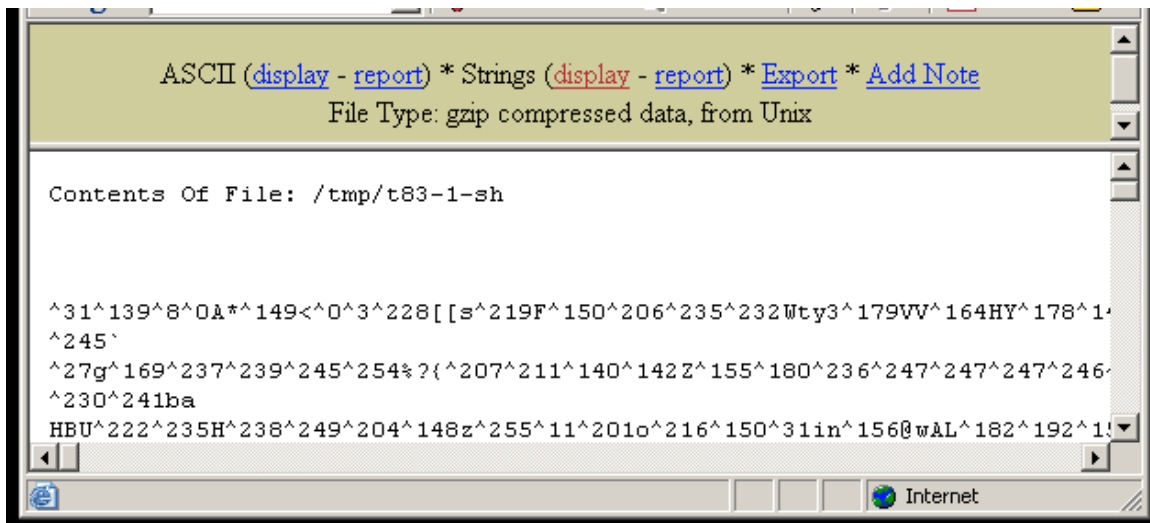 ASCII (display - report) * Strings (display - report) * Export * Add Note
File Type: gzip compressed data, from Unix
Contents Of File: /tmp/t83-1-sh
^31^139^8^0A*^149<^0^3^228[[s^219F^150^206^235^232Wty3^179VV^164HY^178^14
^245`
^27g^169^237^239^245^254%?{^207^211^140^142Z^155^180^236^247^247^247^246
^230^241ba
HBU^222^235H^238^249^204^148z^255^11^201o^216^150^31in^156@wAL^182^192^15
Internet